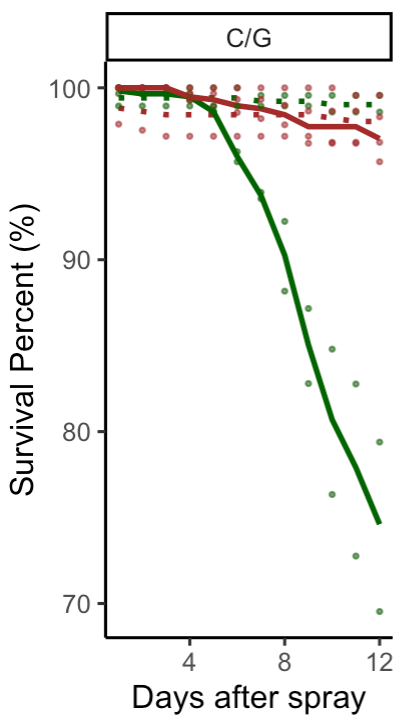 C/G
100
90
80
70
Survival Percent (%)
4 8 12
Days after spray